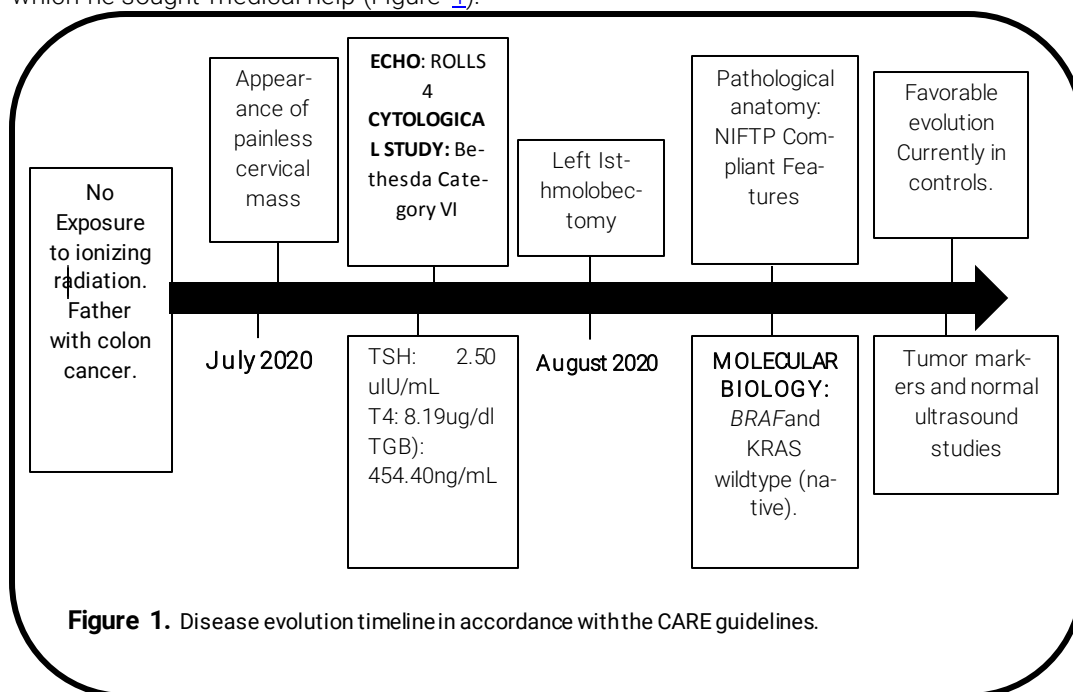 which he sought medical help (Figure 1).
No
Exposure
to ionizing
radiation.
Father
with colon
cancer.
Appear-
ance of
painless
cervical
mass
ECHO: ROLLS
4
CYTOLOGICA
L STUDY: Be-
thesda Cate-
gory VI
Left Ist-
hmolobec-
tomy
Pathological
anatomy:
NIFTP Com-
pliant Fea-
tures
Favorable
evolution
Currently in
controls.
July 2020
TSH: 2.50
uIU/mL
T4: 8.19ug/dl
TGB):
454.40ng/mL
August 2020
MOLECULAR
BIOLOGY:
BRAFand
KRAS
wildtype (na-
tive).
Tumor mark-
ers and normal
ultrasound
studies
Figure 1. Disease evolution timeline in accordance with the CARE guidelines.